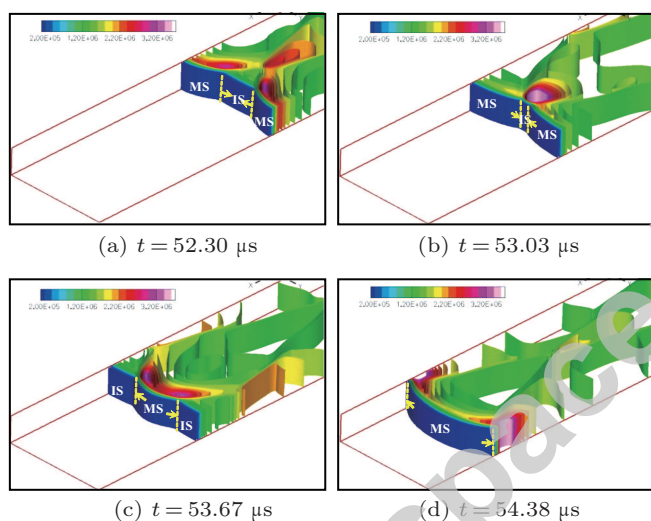 2.00E+05 1.20E+06 2.20E+06 3.20E+06
MS
IS
MS
(a) t = 52.30 μs
2.00E+05 1.20E+06 2.20E+06 3.20E+06
MS
IS
MS
(b) t = 53.03 μs
2.00E+05 1.20E+06 2.20E+06 3.20E+06
IS
MS
IS
(c) t = 53.67 μs
2.00E+05 1.20E+06 2.20E+06 3.20E+06
MS
(d) t = 54.38 μs
space